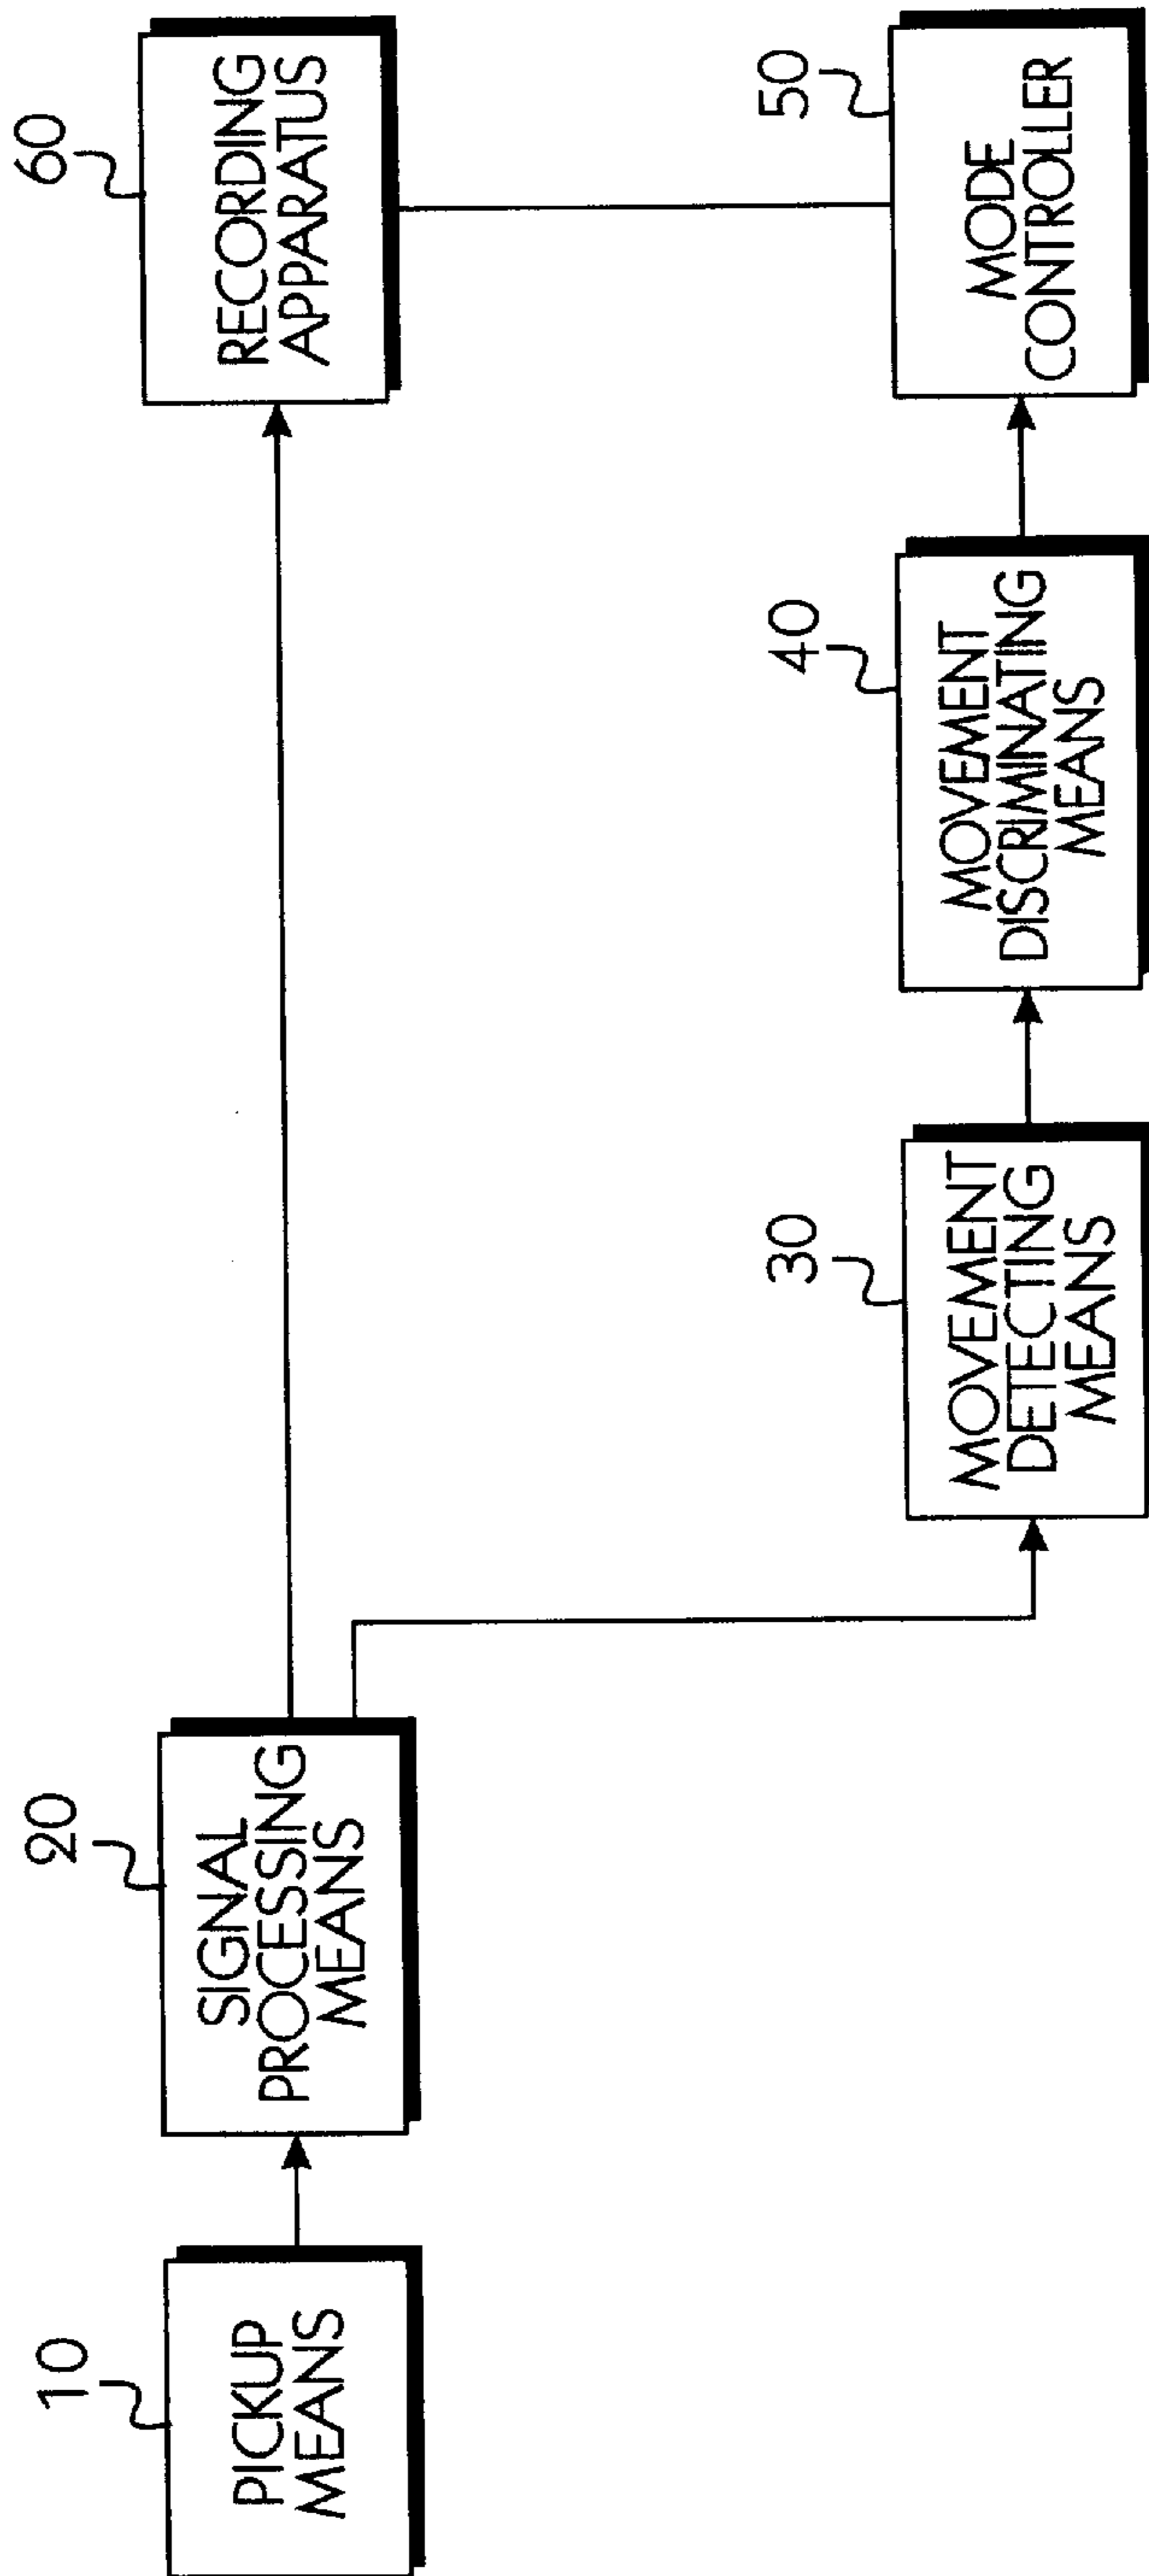 10
PICKUP
MEANS
20
SIGNAL
PROCESSING
MEANS
60
RECORDING
APPARATUS
30
MOVEMENT
DETECTING
MEANS
40
MOVEMENT
DISCRIMINATING
MEANS
50
MODE
CONTROLLER